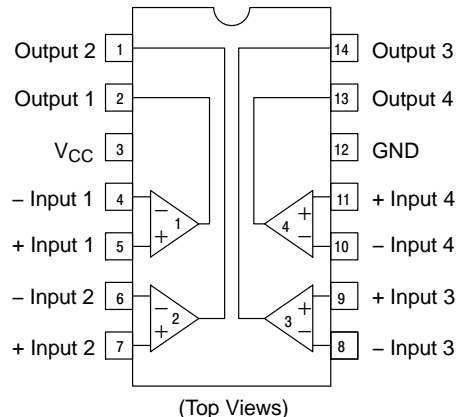 Output 2 1 14 Output 3
Output 1 2 13 Output 4
VCC 3 12 GND
– Input 1 4 11 + Input 4
– 1 + 4
+ Input 1 5 + – 10 – Input 4
– Input 2 6 9 + Input 3
– 2 + 3
+ Input 2 7 + – 8 – Input 3
(Top Views)